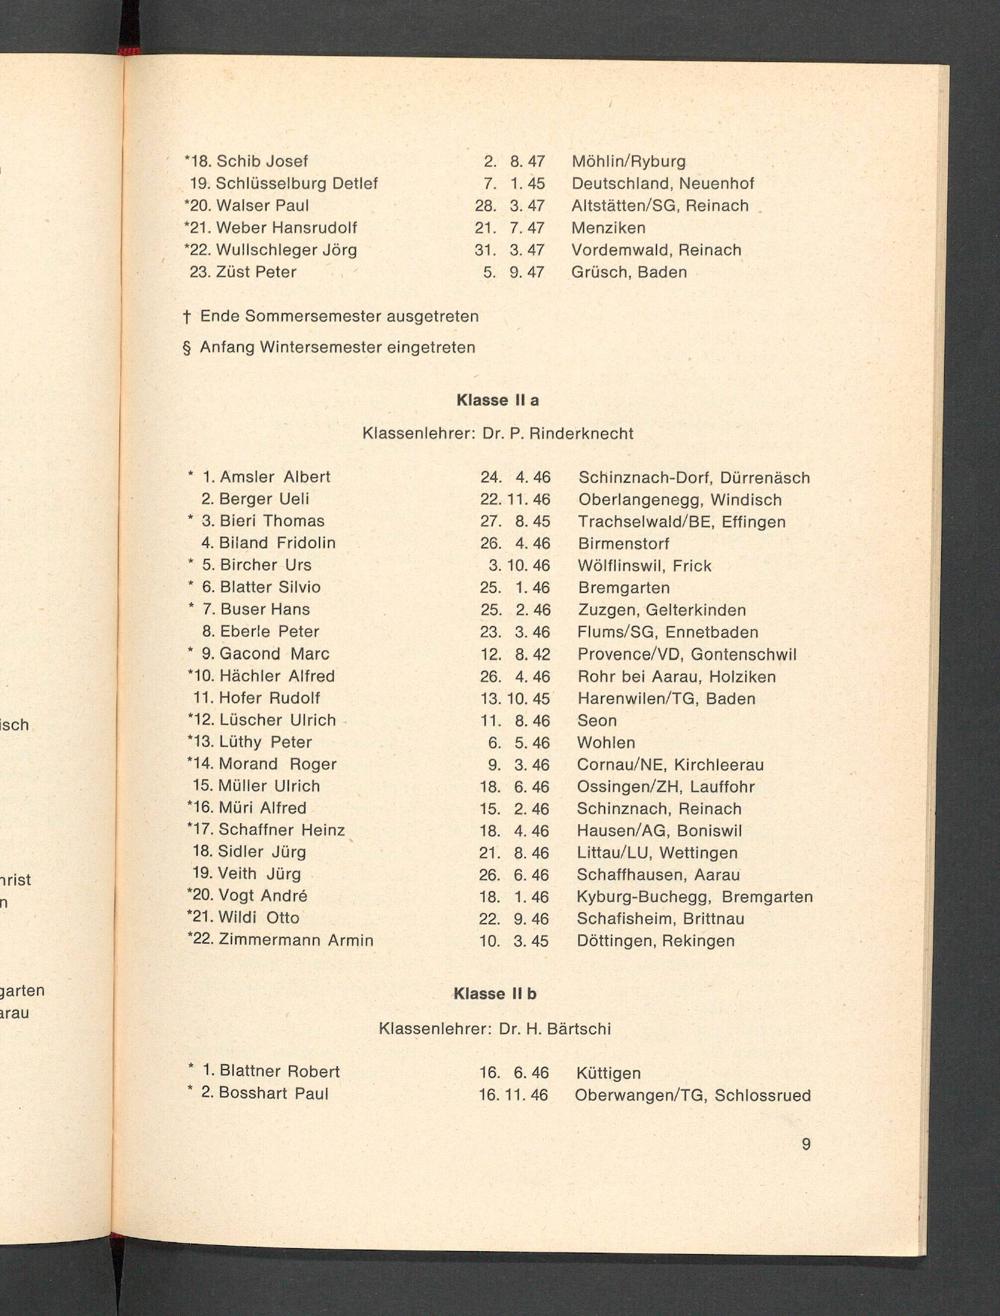 isch
hrist
n
garten
arau
*18. Schib Josef 2. 8. 47 Möhlin/Ryburg
19. Schlüsselburg Detlef 7. 1. 45 Deutschland, Neuenhof
*20. Walser Paul 28. 3. 47 Altstätten/SG, Reinach
*21. Weber Hansrudolf 21. 7. 47 Menziken
*22. Wullschleger Jörg 31. 3. 47 Vordemwald, Reinach
23. Züst Peter 5. 9. 47 Grüsch, Baden
† Ende Sommersemester ausgetreten
§ Anfang Wintersemester eingetreten
Klasse II a
Klassenlehrer: Dr. P. Rinderknecht
* 1. Amsler Albert 24. 4. 46 Schinznach-Dorf, Dürrenäsch
2. Berger Ueli 22. 11. 46 Oberlangenegg, Windisch
* 3. Bieri Thomas 27. 8. 45 Trachselwald/BE, Effingen
4. Biland Fridolin 26. 4. 46 Birmenstorf
* 5. Bircher Urs 3. 10. 46 Wölflinswil, Frick
* 6. Blatter Silvio 25. 1. 46 Bremgarten
* 7. Buser Hans 25. 2. 46 Zuzgen, Gelterkinden
8. Eberle Peter 23. 3. 46 Flums/SG, Ennetbaden
* 9. Gacond Marc 12. 8. 42 Provence/VD, Gontenschwil
*10. Hächler Alfred 26. 4. 46 Rohr bei Aarau, Holziken
11. Hofer Rudolf 13. 10. 45 Harenwilen/TG, Baden
*12. Lüscher Ulrich 11. 8. 46 Seon
*13. Lüthy Peter 6. 5. 46 Wohlen
*14. Morand Roger 9. 3. 46 Cornau/NE, Kirchleerau
15. Müller Ulrich 18. 6. 46 Ossingen/ZH, Lauffohr
*16. Müri Alfred 15. 2. 46 Schinznach, Reinach
*17. Schaffner Heinz 18. 4. 46 Hausen/AG, Boniswil
18. Sidler Jürg 21. 8. 46 Littau/LU, Wettingen
19. Veith Jürg 26. 6. 46 Schaffhausen, Aarau
*20. Vogt André 18. 1. 46 Kyburg-Buchegg, Bremgarten
*21. Wildi Otto 22. 9. 46 Schafisheim, Brittnau
*22. Zimmermann Armin 10. 3. 45 Döttingen, Rekingen
Klasse II b
Klassenlehrer: Dr. H. Bärtschi
* 1. Blattner Robert 16. 6. 46 Küttigen
* 2. Bosshart Paul 16. 11. 46 Oberwangen/TG, Schlossrued
9